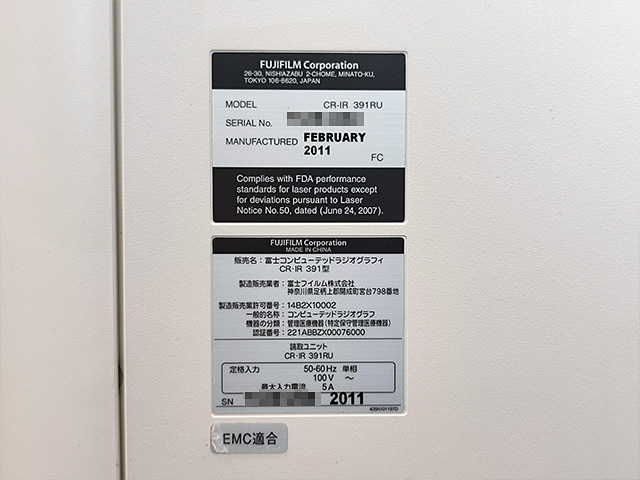 FUJIFILM Corporation
26-30, NISHIAZABU 2-CHOME, MINATO-KU,
TOKYO 106-8620, JAPAN
MODEL CR-IR 391RU
SERIAL No.
MANUFACTURED FEBRUARY
2011
FC
Complies with FDA performance
standards for laser products except
for deviations pursuant to Laser
Notice No.50, dated (June 24, 2007).
FUJIFILM Corporation
MADE IN CHINA
販売名：富士コンピューテッドラジオグラフィ
CR-IR 391型
製造販売業者：富士フイルム株式会社
神奈川県足柄上郡開成町宮台798番地
製造販売業許可番号：14B2X10002
一般的名称：コンピューテッドラジオグラフ
機器の分類：管理医療機器（特定保守管理医療機器）
認証番号：221ABBZX00076000
読取ユニット
CR-IR 391RU
定格入力 50-60Hz 単相
100V ～
最大入力電流 5A
SN 2011
405N101197D
EMC適合